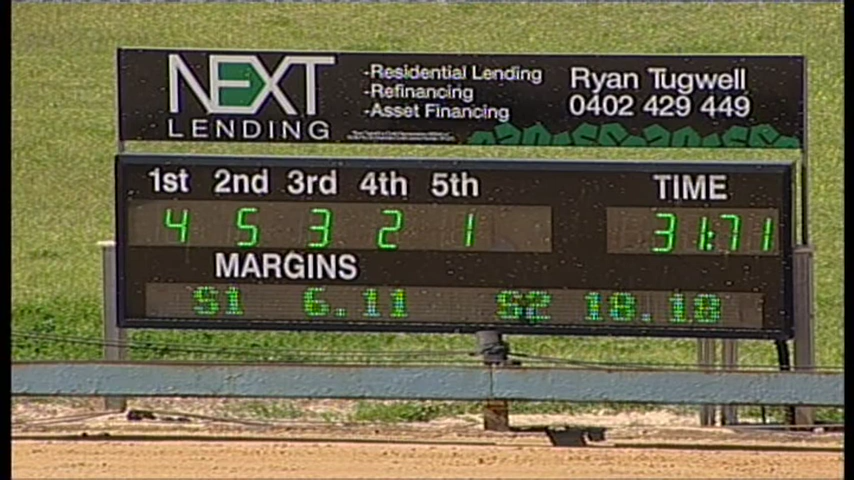 NEXT
LENDING
-Residential Lending
-Refinancing
-Asset Financing
Ryan Tugwell
0402 429 449
1st 2nd 3rd 4th 5th TIME
4 5 3 2 1 31:71
MARGINS
S1 6.11 S2 18.18